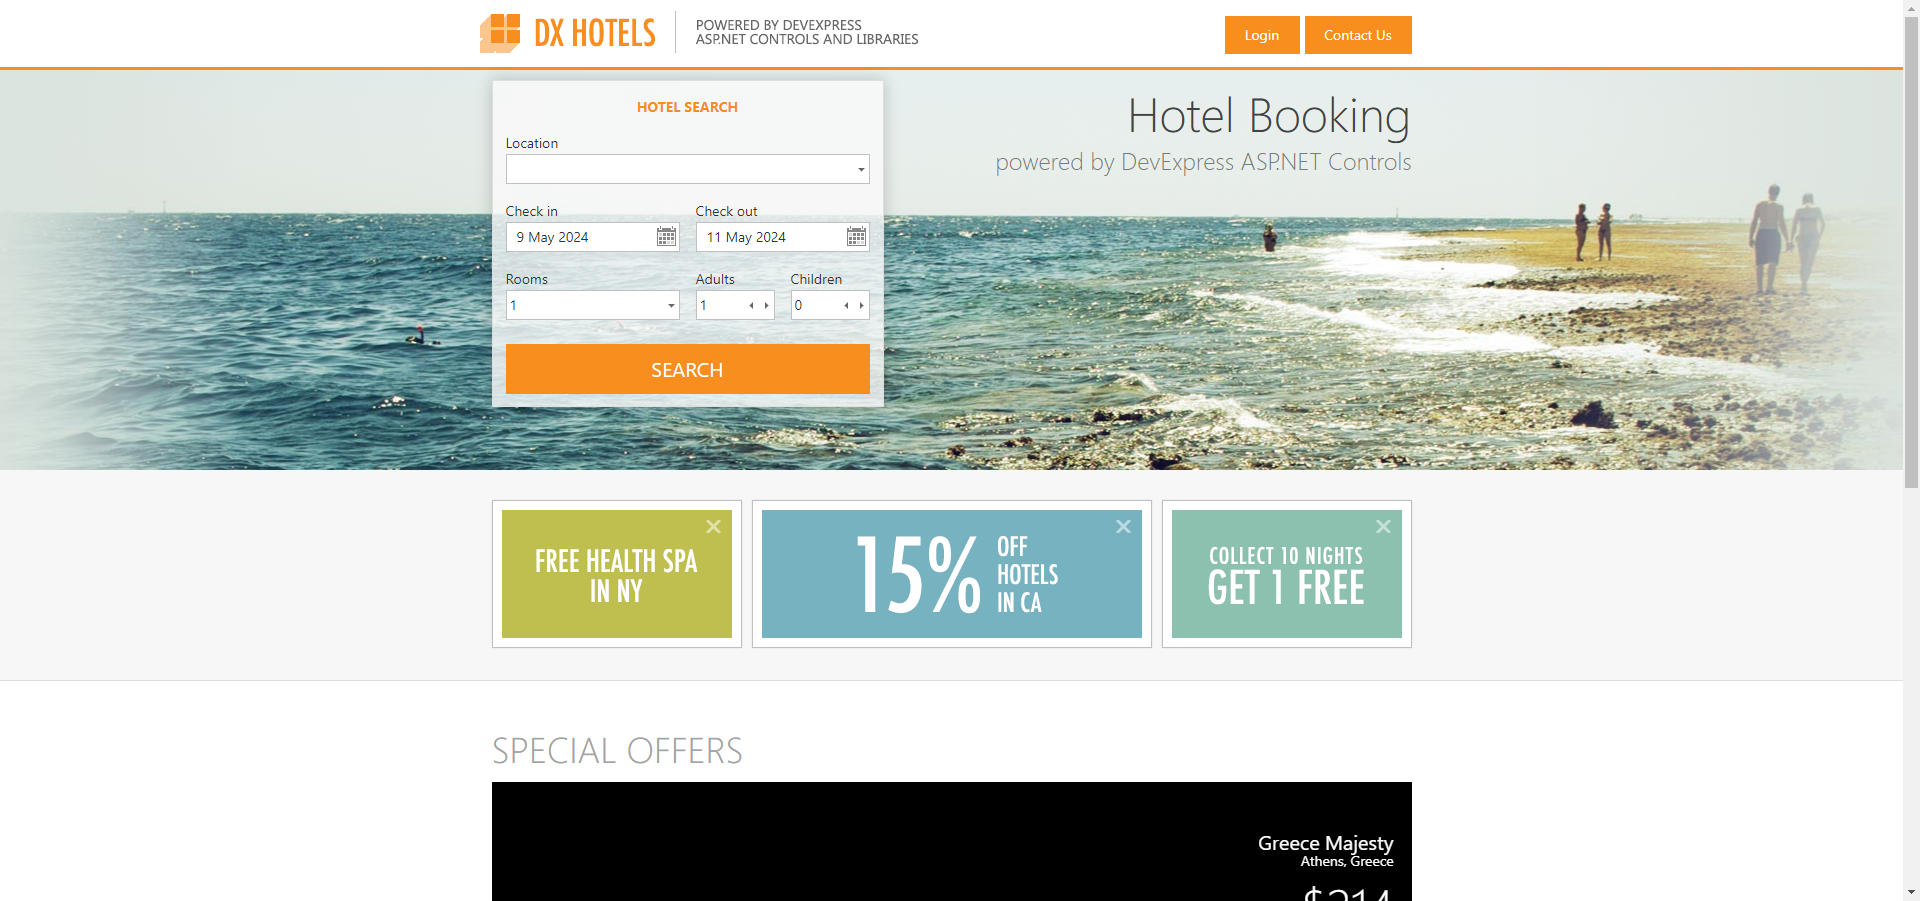 DX HOTELS
POWERED BY DEVEXPRESS
ASP.NET CONTROLS AND LIBRARIES
Login
Contact Us
HOTEL SEARCH
Location
Check in
Check out
9 May 2024
11 May 2024
Rooms
Adults
Children
1
1
0
SEARCH
Hotel Booking
powered by DevExpress ASP.NET Controls
FREE HEALTH SPA
IN NY
15%
OFF
HOTELS
IN CA
COLLECT 10 NIGHTS
GET 1 FREE
SPECIAL OFFERS
Greece Majesty
Athens, Greece
$214